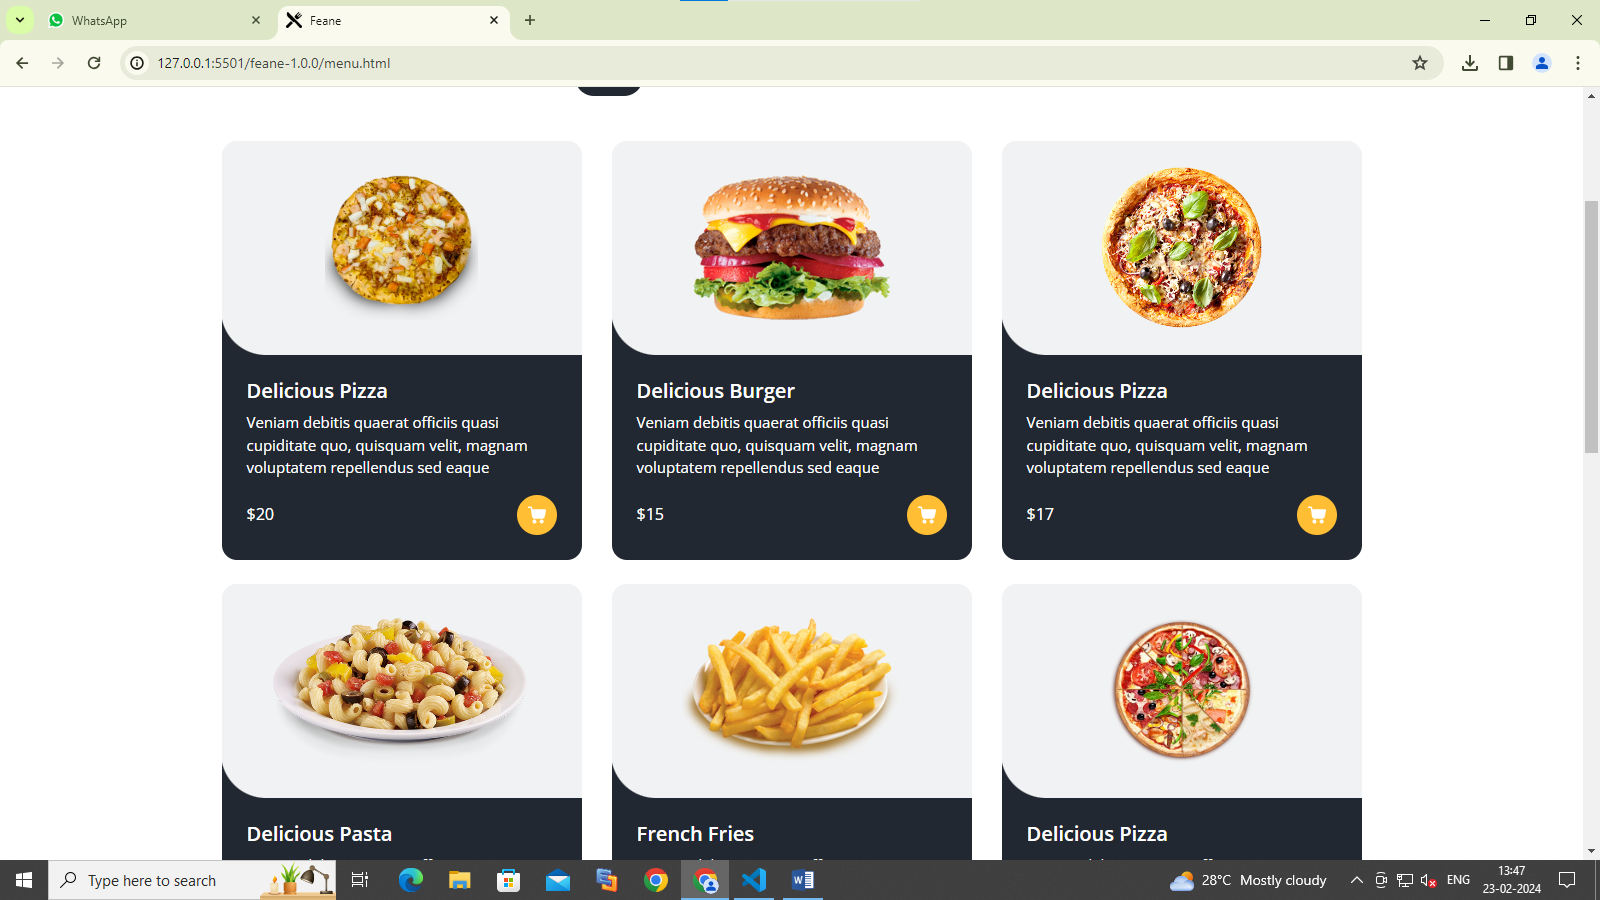 WhatsApp
Feane
127.0.0.1:5501/feane-1.0.0/menu.html
Delicious Pizza
Veniam debitis quaerat officiis quasi
cupiditate quo, quisquam velit, magnam
voluptatem repellendus sed eaque
$20
Delicious Burger
Veniam debitis quaerat officiis quasi
cupiditate quo, quisquam velit, magnam
voluptatem repellendus sed eaque
$15
Delicious Pizza
Veniam debitis quaerat officiis quasi
cupiditate quo, quisquam velit, magnam
voluptatem repellendus sed eaque
$17
Delicious Pasta
French Fries
Delicious Pizza
Type here to search
28°C Mostly cloudy
ENG
13:47
23-02-2024